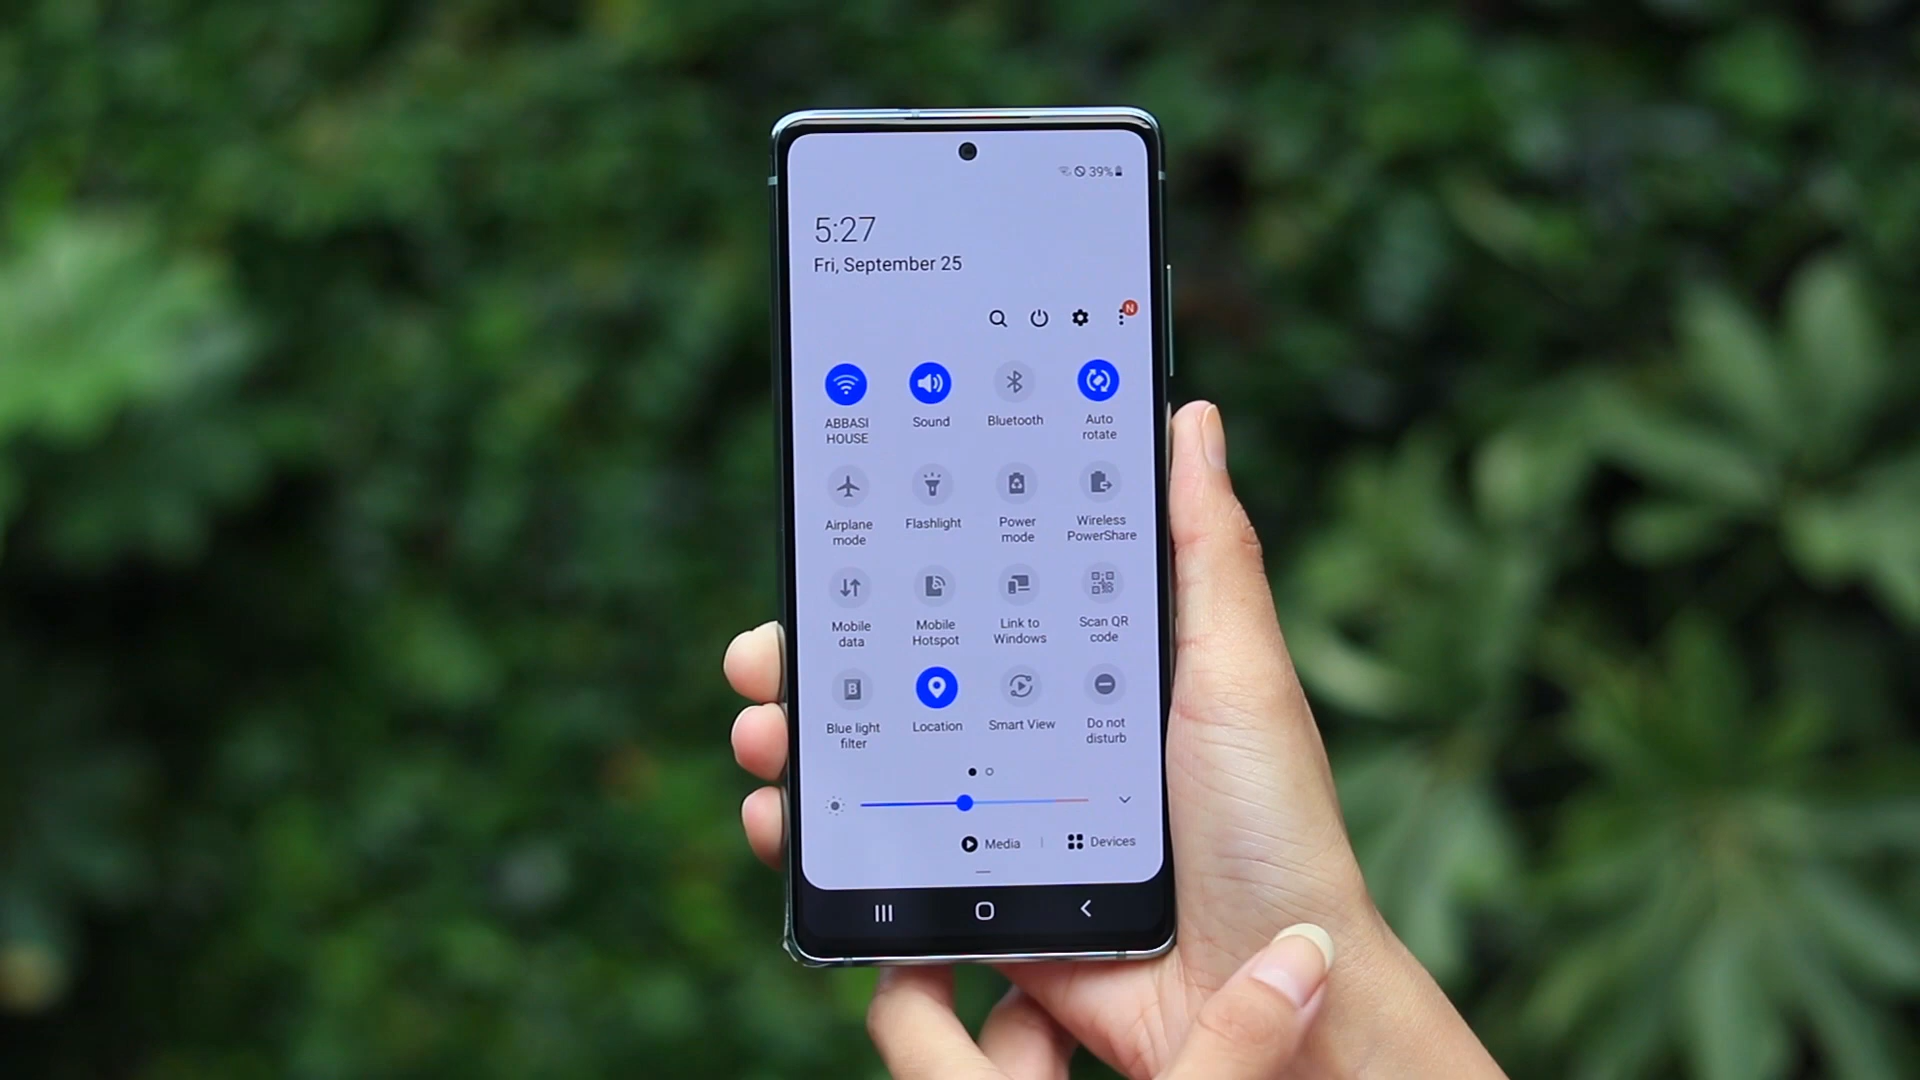 39%
5:27
Fri, September 25
N
ABBASI
HOUSE
Sound
Bluetooth
Auto
rotate
Airplane
mode
Flashlight
Power
mode
Wireless
PowerShare
Mobile
data
Mobile
Hotspot
Link to
Windows
Scan QR
code
B
Blue light
filter
Location
Smart View
Do not
disturb
Media
Devices